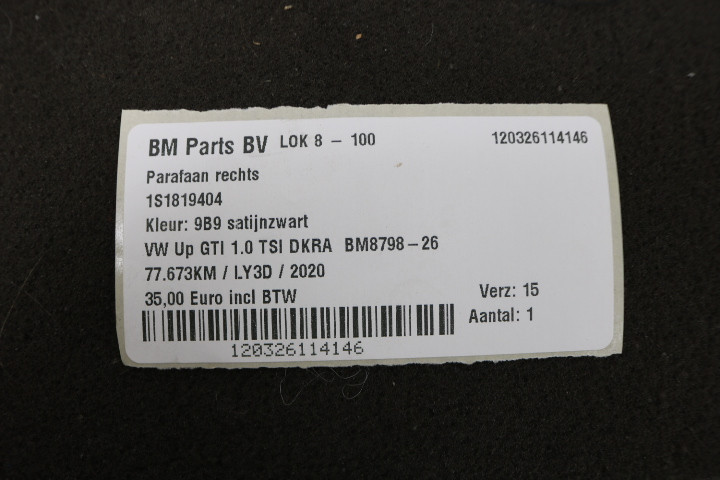 BM Parts BV LOK 8 - 100 120326114146
Parafaan rechts
1S1819404
Kleur: 9B9 satijnzwart
VW Up GTI 1.0 TSI DKRA BM8798-26
77.673KM / LY3D / 2020
35,00 Euro incl BTW Verz: 15
Aantal: 1
120326114146